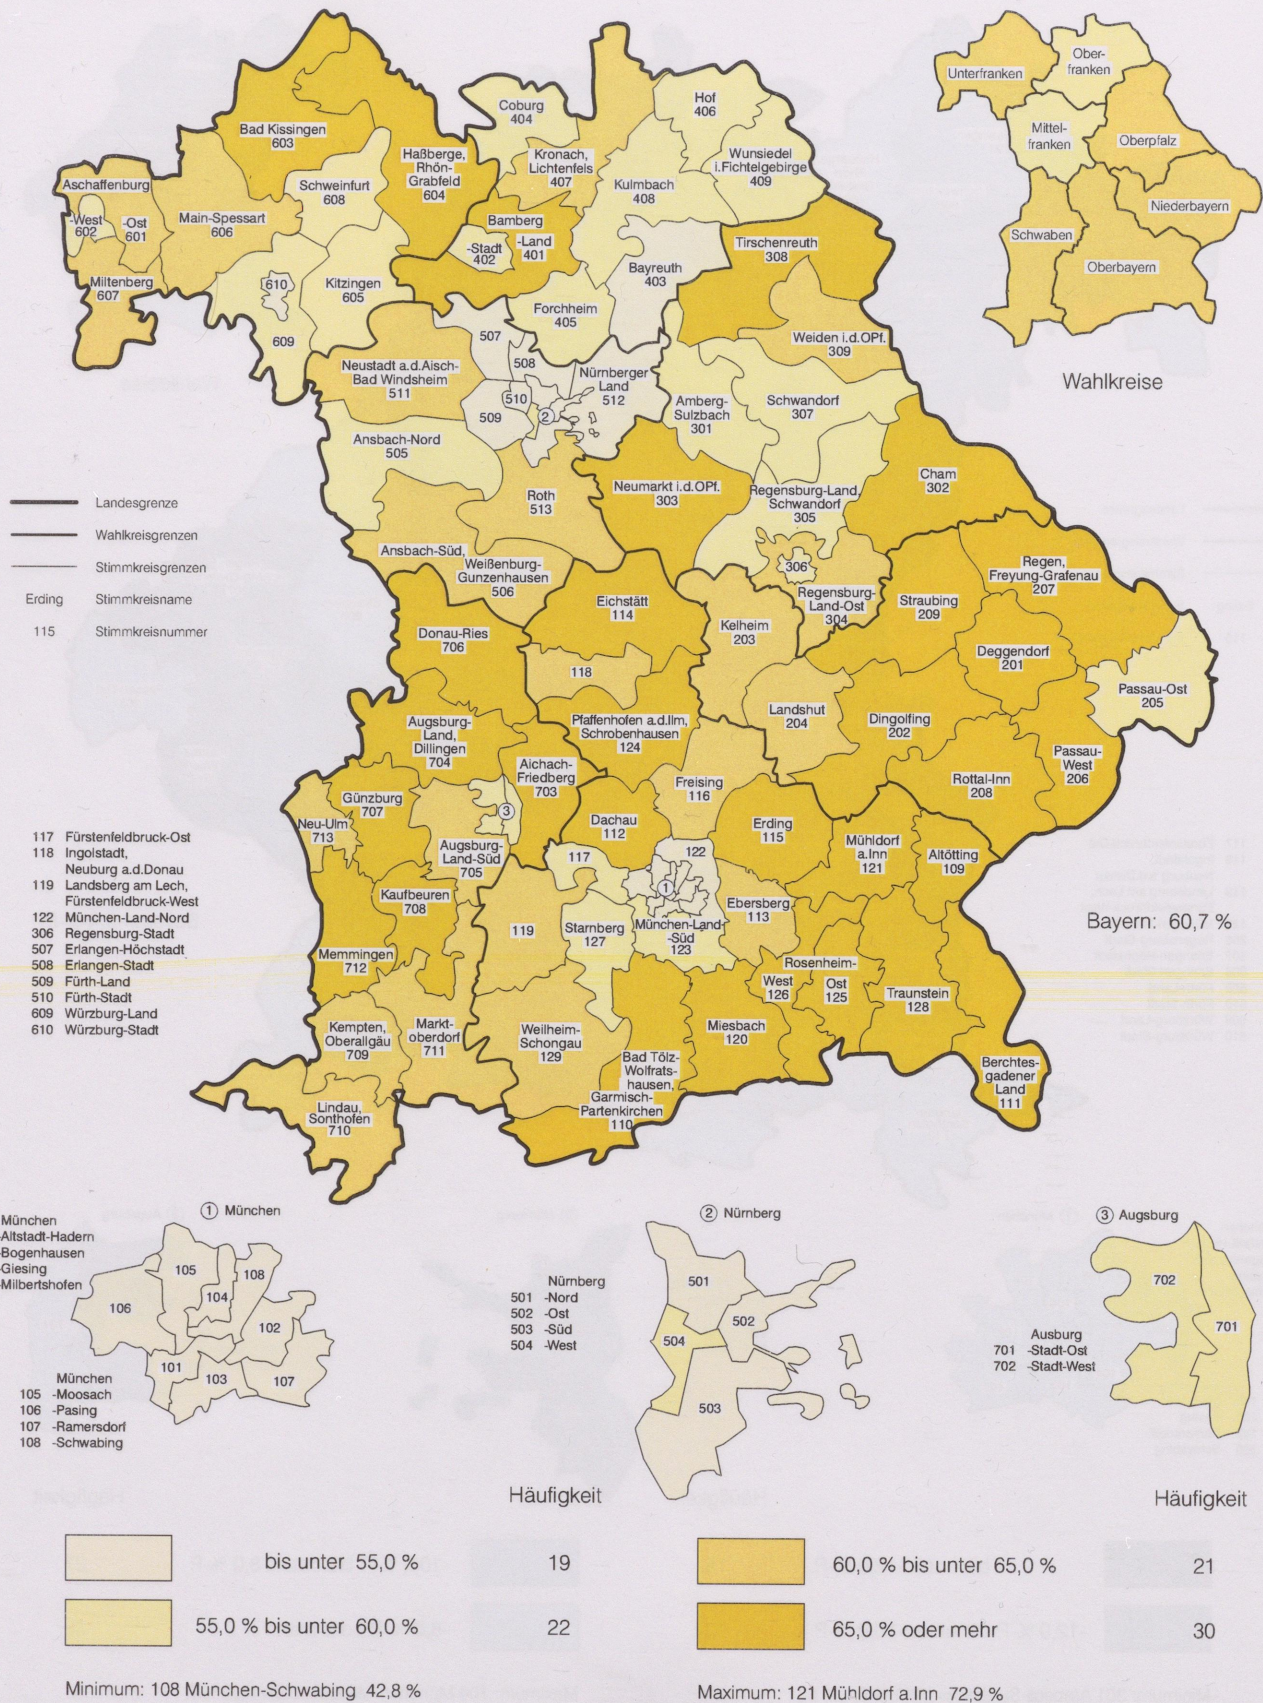 Coburg
404
Hof
406
Bad Kissingen
603
Haßberge,
Rhön-
Grabfeld
604
Kronach,
Lichtenfels
407
Wunsiedel
i.Fichtelgebirge
409
Kulmbach
408
Aschaffenburg
-West
602
-Ost
601
Main-Spessart
606
Schweinfurt
608
Bamberg
-Land
401
-Stadt
402
Tirschenreuth
308
Bayreuth
403
Miltenberg
607
610
Kitzingen
605
Forchheim
405
609
507
508
Weiden i.d.OPf.
309
Neustadt a.d.Aisch-
Bad Windsheim
511
Nürnberger
Land
512
510
509
2
Amberg-
Sulzbach
301
Schwandorf
307
Ansbach-Nord
505
Roth
513
Neumarkt i.d.OPf.
303
Regensburg-Land,
Schwandorf
305
Cham
302
Ansbach-Süd,
Weißenburg-
Gunzenhausen
506
306
Regensburg-
Land-Ost
304
Regen,
Freyung-Grafenau
207
Straubing
209
Eichstätt
114
Kelheim
203
Donau-Ries
706
Deggendorf
201
118
Passau-Ost
205
Landshut
204
Dingolfing
202
Augsburg-
Land,
Dillingen
704
Pfaffenhofen a.d.Ilm,
Schrobenhausen
124
Passau-
West
206
Aichach-
Friedberg
703
Freising
116
Rottal-Inn
208
Günzburg
707
3
Neu-Ulm
713
Dachau
112
Erding
115
Mühldorf
a.Inn
121
Altötting
109
Augsburg-
Land-Süd
705
117
122
1
Kaufbeuren
708
Ebersberg
113
119
Starnberg
127
München-Land-
-Süd
123
Memmingen
712
Rosenheim-
West
126
-Ost
125
Traunstein
128
Kempten,
Oberallgäu
709
Markt-
oberdorf
711
Weilheim-
Schongau
129
Miesbach
120
Bad Tölz-
Wolfrats-
hausen,
Garmisch-
Partenkirchen
110
Berchtes-
gadener
Land
111
Lindau,
Sonthofen
710
Unterfranken
Ober-
franken
Mittel-
franken
Oberpfalz
Niederbayern
Schwaben
Oberbayern
Wahlkreise
Landesgrenze
Wahlkreisgrenzen
Stimmkreisgrenzen
Erding Stimmkreisname
115 Stimmkreisnummer
117 Fürstenfeldbruck-Ost
118 Ingolstadt,
Neuburg a.d.Donau
119 Landsberg am Lech,
Fürstenfeldbruck-West
122 München-Land-Nord
306 Regensburg-Stadt
507 Erlangen-Höchstadt
508 Erlangen-Stadt
509 Fürth-Land
510 Fürth-Stadt
609 Würzburg-Land
610 Würzburg-Stadt
Bayern: 60,7 %
1 München
München
Altstadt-Hadern
Bogenhausen
Giesing
Milbertshofen
105
108
104
106
102
101
103
107
München
105 -Moosach
106 -Pasing
107 -Ramersdorf
108 -Schwabing
2 Nürnberg
Nürnberg
501 -Nord
502 -Ost
503 -Süd
504 -West
501
502
504
503
3 Augsburg
702
701
Ausburg
701 -Stadt-Ost
702 -Stadt-West
Häufigkeit
bis unter 55,0 % 19
55,0 % bis unter 60,0 % 22
Minimum: 108 München-Schwabing 42,8 %
Häufigkeit
60,0 % bis unter 65,0 % 21
65,0 % oder mehr 30
Maximum: 121 Mühldorf a.Inn 72,9 %